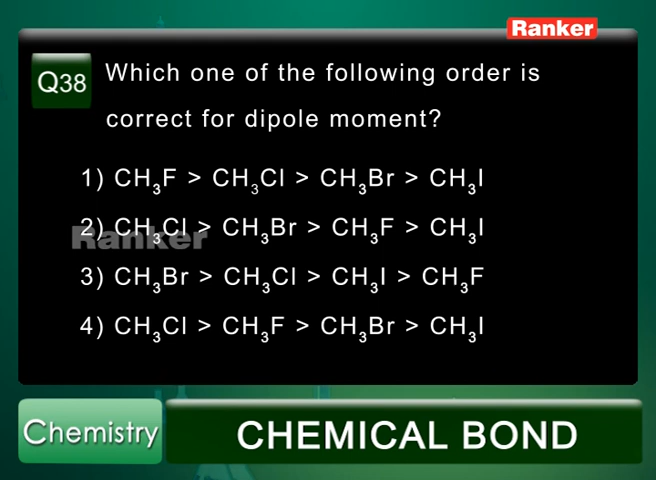 Ranker
Q38 Which one of the following order is
correct for dipole moment?
1) CH₃F > CH₃Cl > CH₃Br > CH₃I
2) CH₃Cl > CH₃Br > CH₃F > CH₃I
Ranker
3) CH₃Br > CH₃Cl > CH₃I > CH₃F
4) CH₃Cl > CH₃F > CH₃Br > CH₃I
Chemistry CHEMICAL BOND